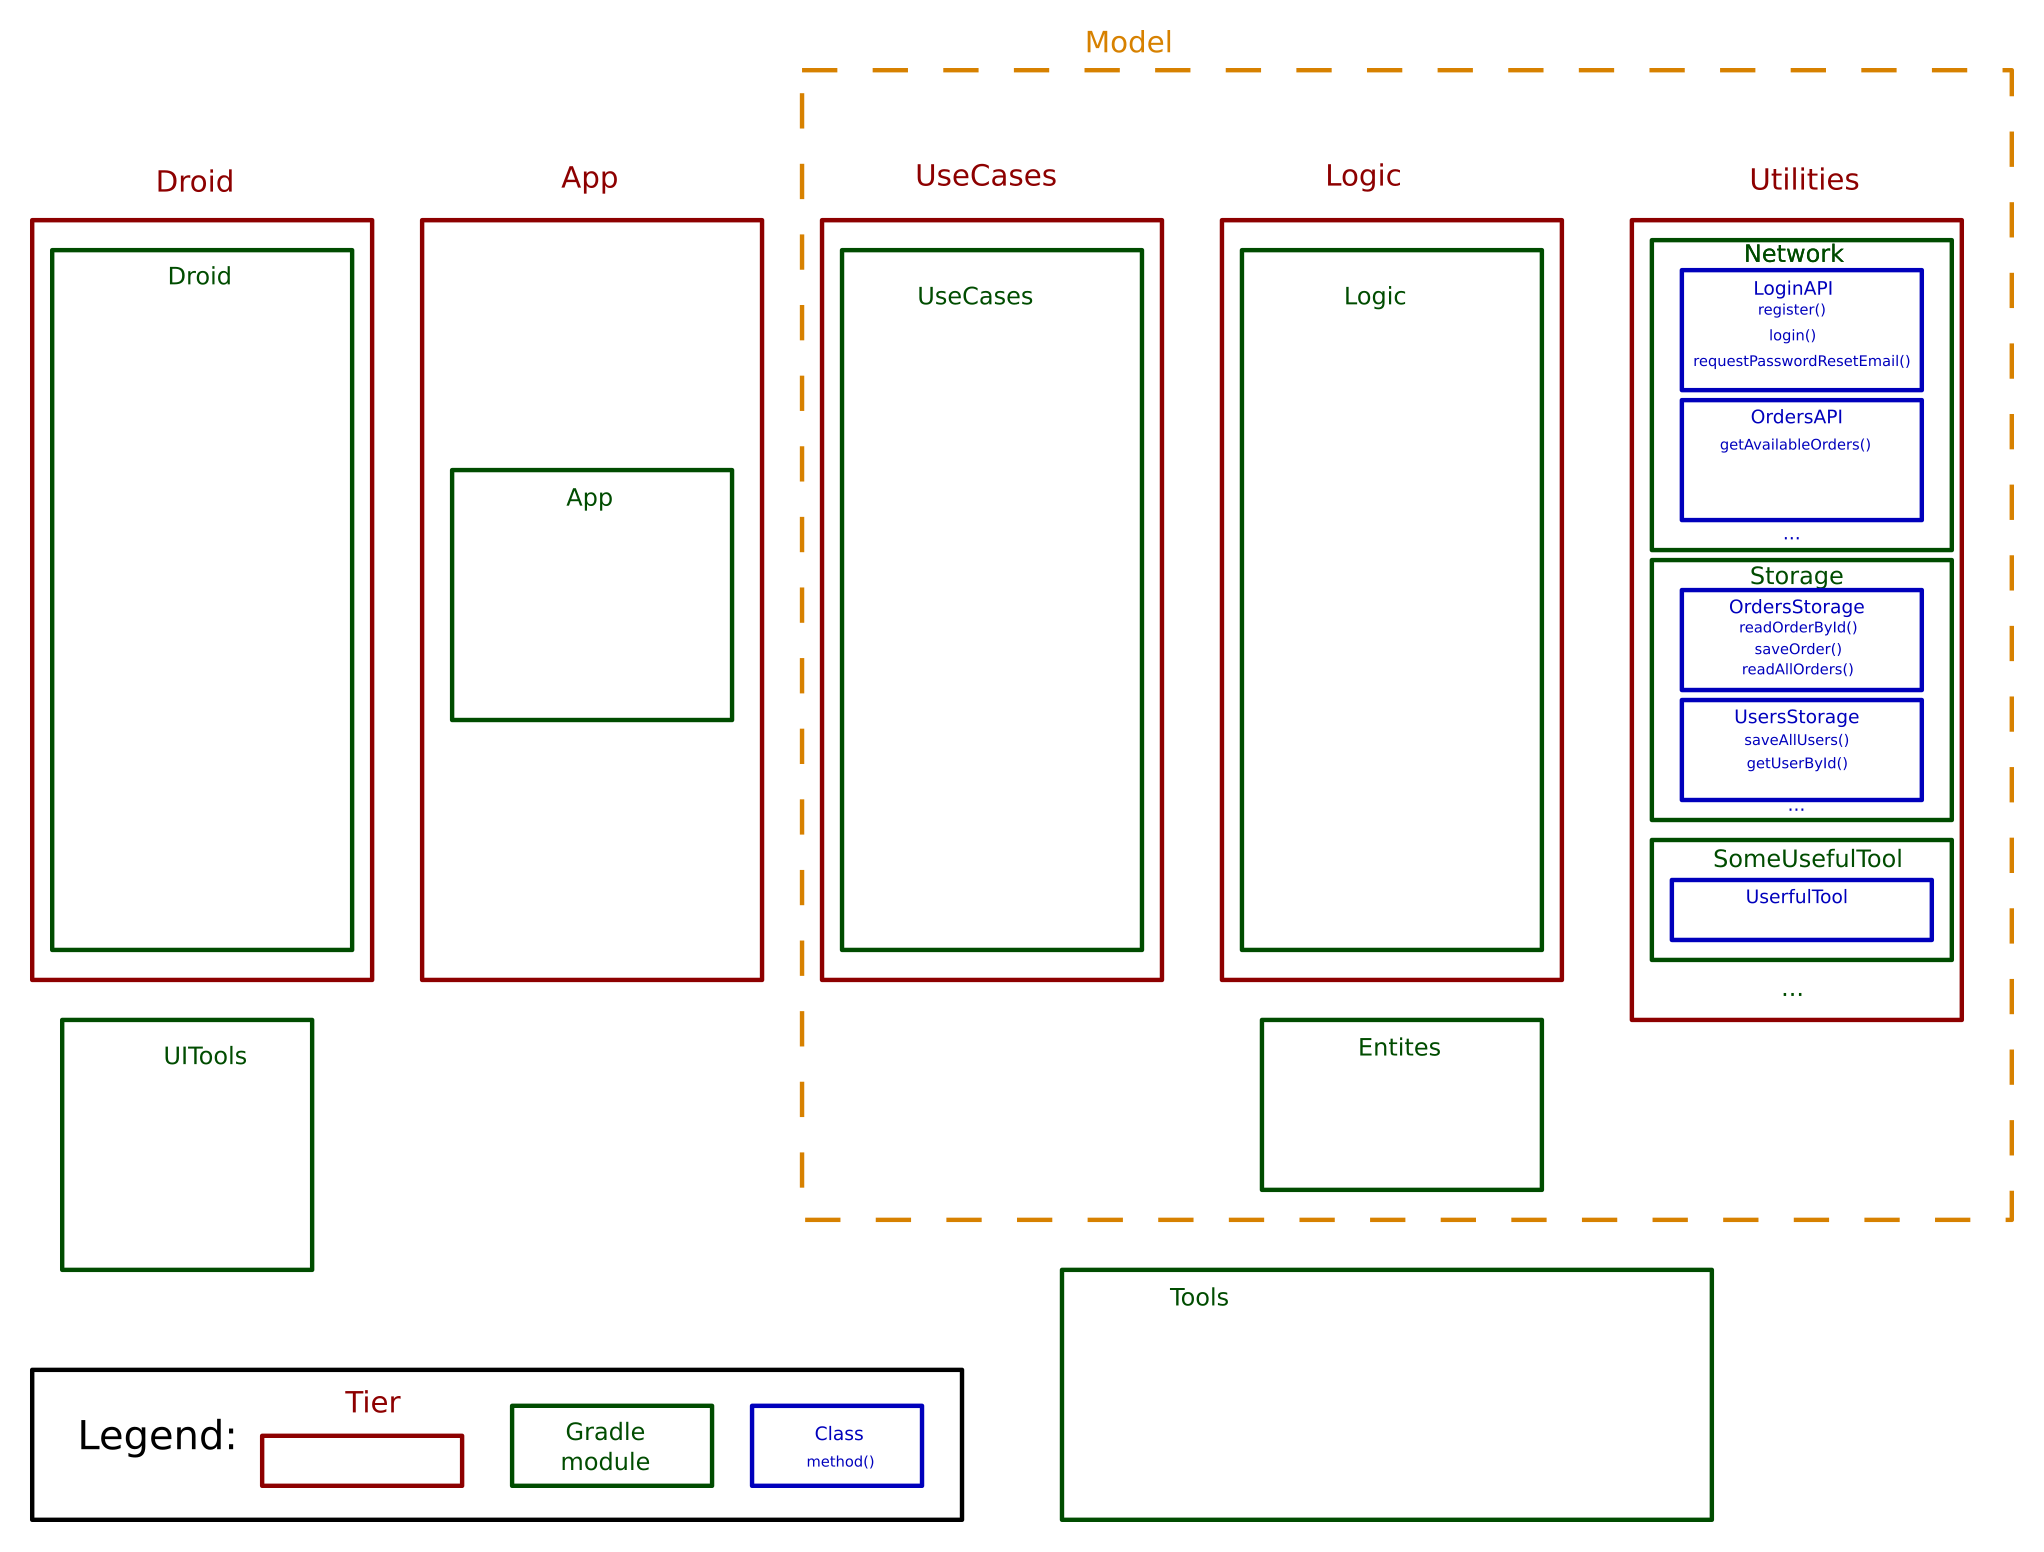 Model
Droid
App
UseCases
Logic
Utilities
Droid
App
UseCases
Logic
Network
LoginAPI
register()
login()
requestPasswordResetEmail()
OrdersAPI
getAvailableOrders()
...
Storage
OrdersStorage
readOrderById()
saveOrder()
readAllOrders()
UsersStorage
saveAllUsers()
getUserById()
...
SomeUsefulTool
UserfulTool
...
UITools
Entites
Tools
Legend:
Tier
Gradle
module
Class
method()